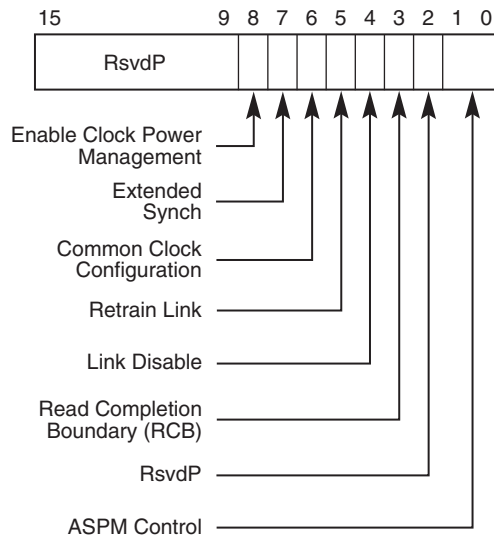 15 9 8 7 6 5 4 3 2 1 0
RsvdP
Enable Clock Power
Management
Extended
Synch
Common Clock
Configuration
Retrain Link
Link Disable
Read Completion
Boundary (RCB)
RsvdP
ASPM Control